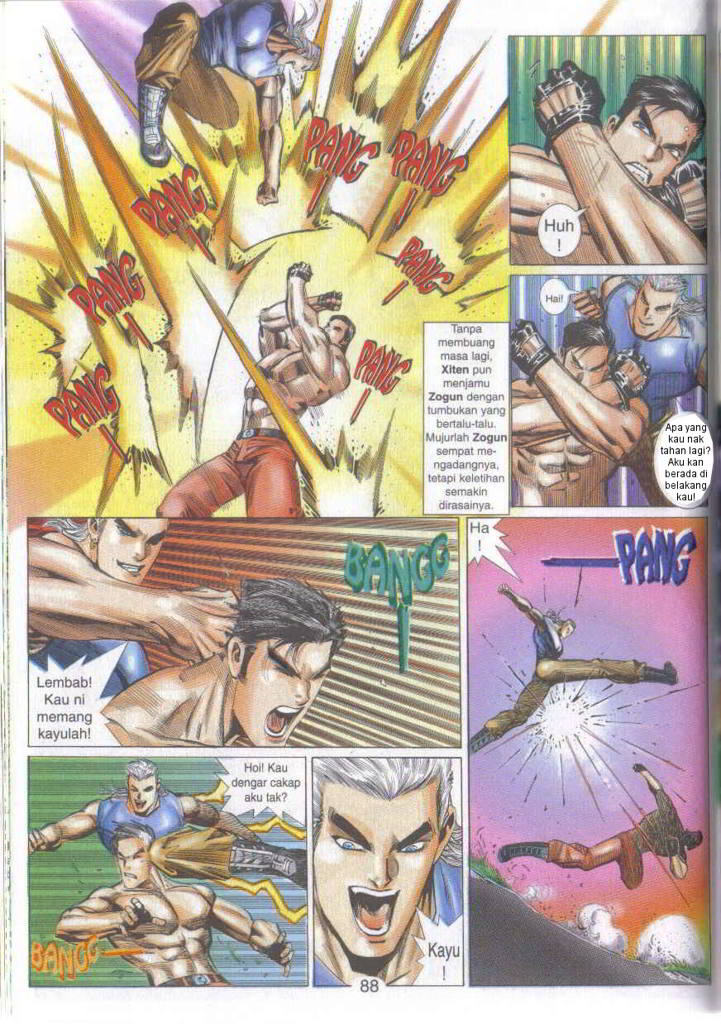 PANG
!
PANG
!
PANG
!
PANG
!
PANG
!
PANG
!
PANG
!
Huh
!
Hai!
Tanpa
membuang
masa lagi,
Xiten pun
menjamu
Zogun dengan
tumbukan yang
bertalu-talu.
Mujurlah Zogun
sempat me-
ngadangnya,
tetapi keletihan
semakin
dirasainya.
Apa yang
kau nak
tahan lagi?
Aku kan
berada di
belakang
kau!
BANGG
!
Lembab!
Kau ni
memang
kayulah!
Ha
!
PANG
!
Hoi! Kau
dengar cakap
aku tak?
BANGG
!
Kayu
!
88